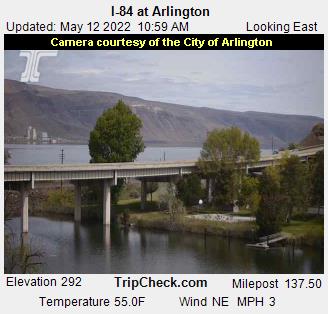 I-84 at Arlington
Updated: May 12 2022 10:59 AM Looking East
Camera courtesy of the City of Arlington
Elevation 292 TripCheck.com Milepost 137.50
Temperature 55.0F Wind NE MPH 3